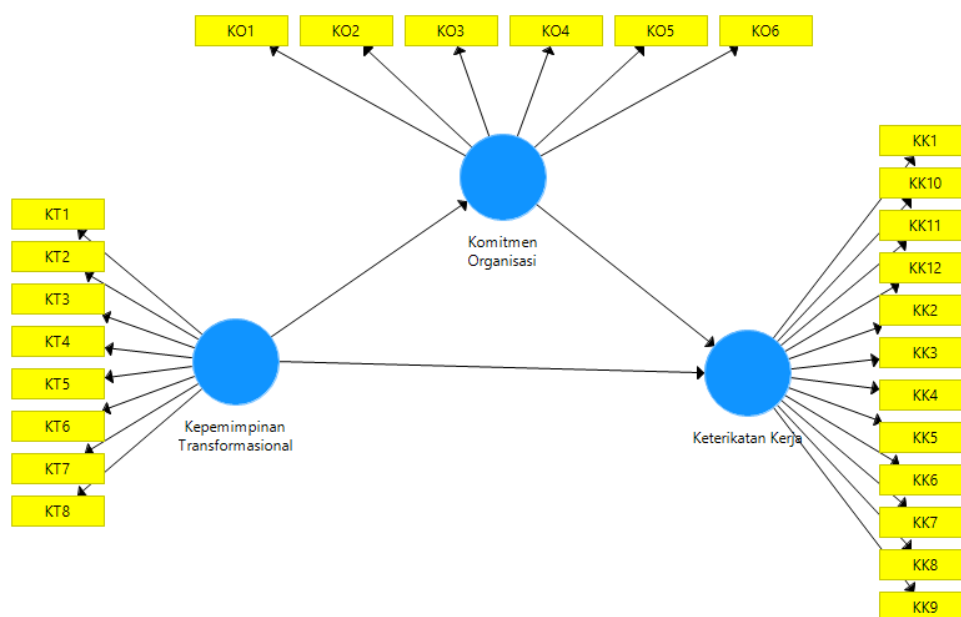 KO1
KO2
KO3
KO4
KO5
KO6
Komitmen
Organisasi
KT1
KT2
KT3
KT4
KT5
KT6
KT7
KT8
Kepemimpinan
Transformasional
Keterikatan Kerja
KK1
KK10
KK11
KK12
KK2
KK3
KK4
KK5
KK6
KK7
KK8
KK9